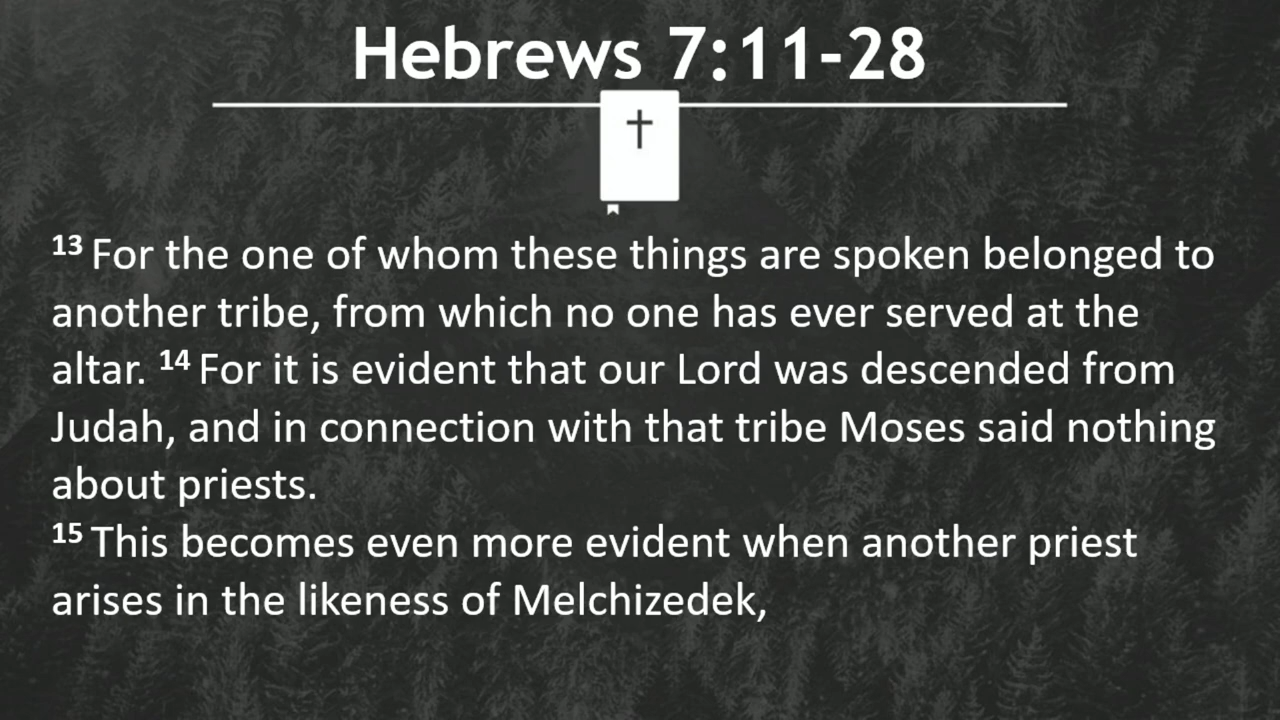 Hebrews 7:11-28
13 For the one of whom these things are spoken belonged to
another tribe, from which no one has ever served at the
altar. 14 For it is evident that our Lord was descended from
Judah, and in connection with that tribe Moses said nothing
about priests.
15 This becomes even more evident when another priest
arises in the likeness of Melchizedek,